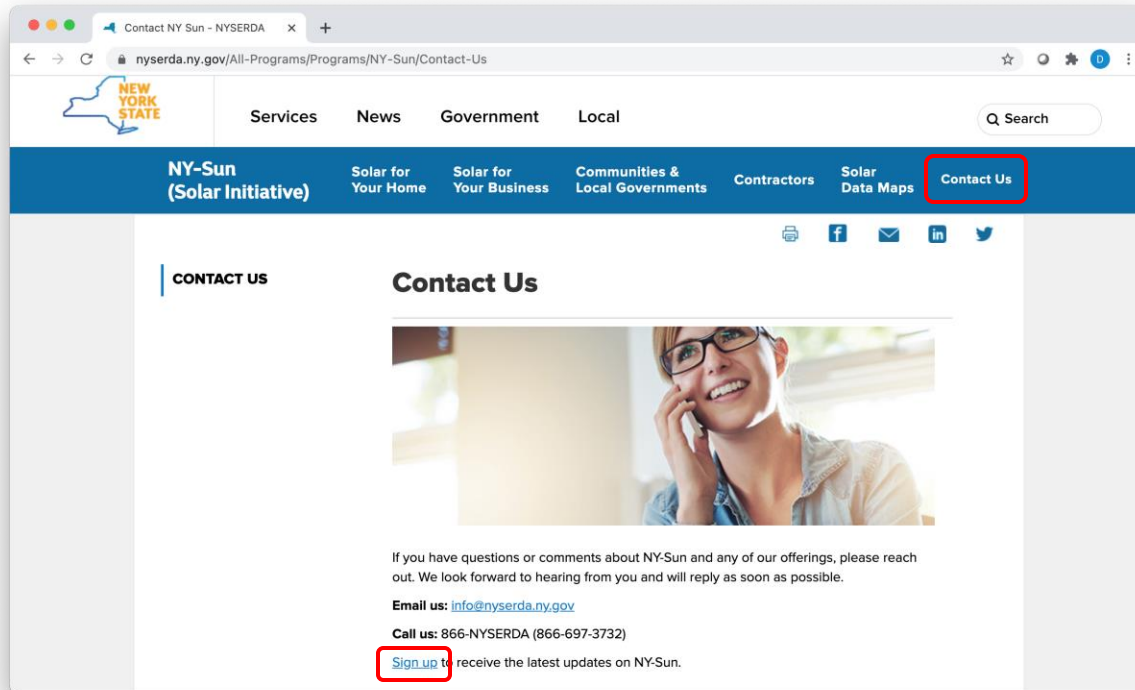 Contact NY Sun - NYSERDA
nyserda.ny.gov/All-Programs/Programs/NY-Sun/Contact-Us
D
NEW
YORK
STATE
Services News Government Local
Search
NY-Sun
(Solar Initiative)
Solar for
Your Home
Solar for
Your Business
Communities &
Local Governments
Contractors
Solar
Data Maps
Contact Us
f
in
CONTACT US
Contact Us
If you have questions or comments about NY-Sun and any of our offerings, please reach
out. We look forward to hearing from you and will reply as soon as possible.
Email us: info@nyserda.ny.gov
Call us: 866-NYSERDA (866-697-3732)
Sign up to receive the latest updates on NY-Sun.